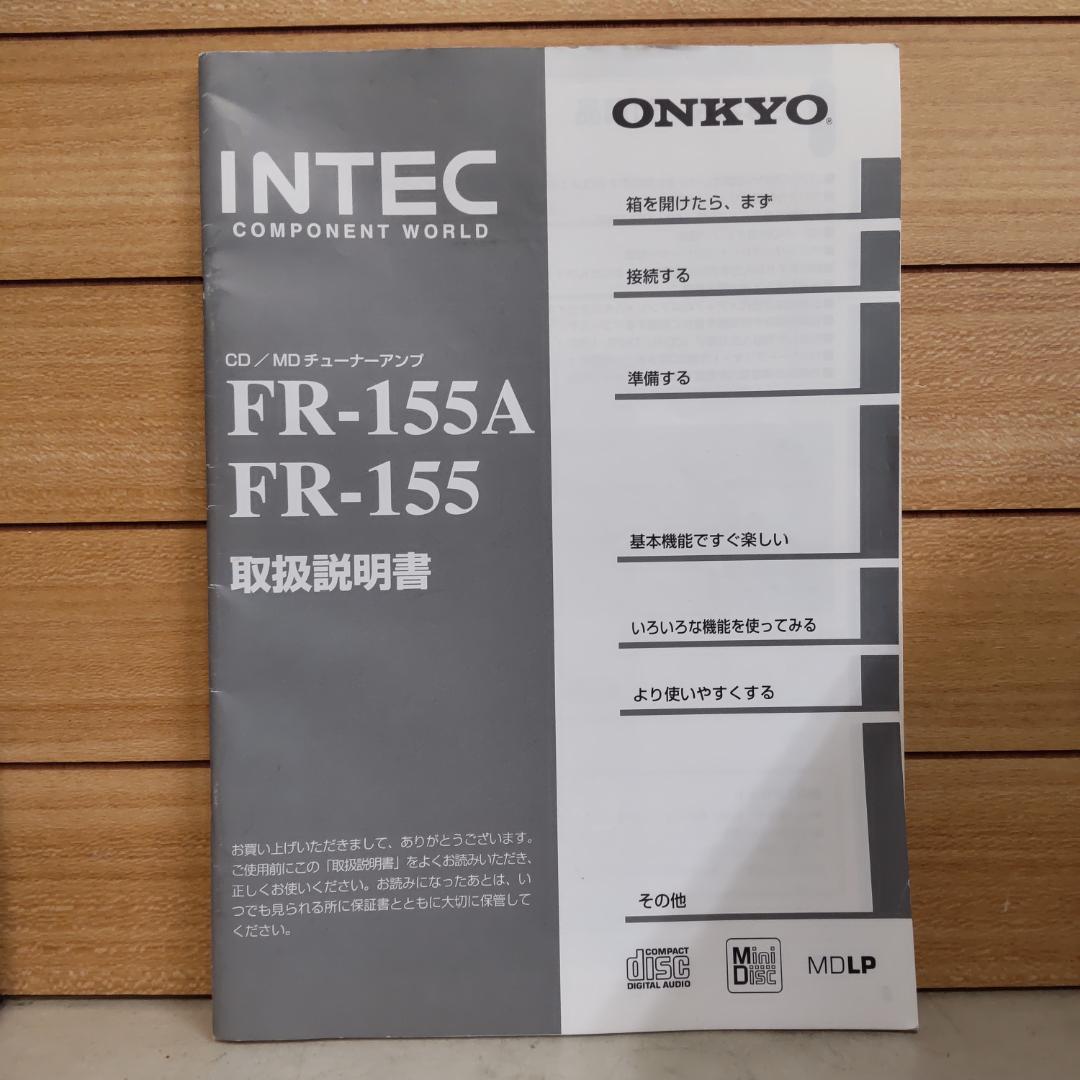 INTEC
COMPONENT WORLD
CD／MDチューナーアンプ
FR-155A
FR-155
取扱説明書
お買い上げいただきまして、ありがとうございます。
ご使用前にこの「取扱説明書」をよくお読みいただき、
正しくお使いください。お読みになったあとは、い
つでも見られる所に保証書とともに大切に保管して
ください。
ONKYO®
箱を開けたら、まず
接続する
準備する
基本機能ですぐ楽しい
いろいろな機能を使ってみる
より使いやすくする
その他
COMPACT
disc
DIGITAL AUDIO
Mini
Disc
MDLP